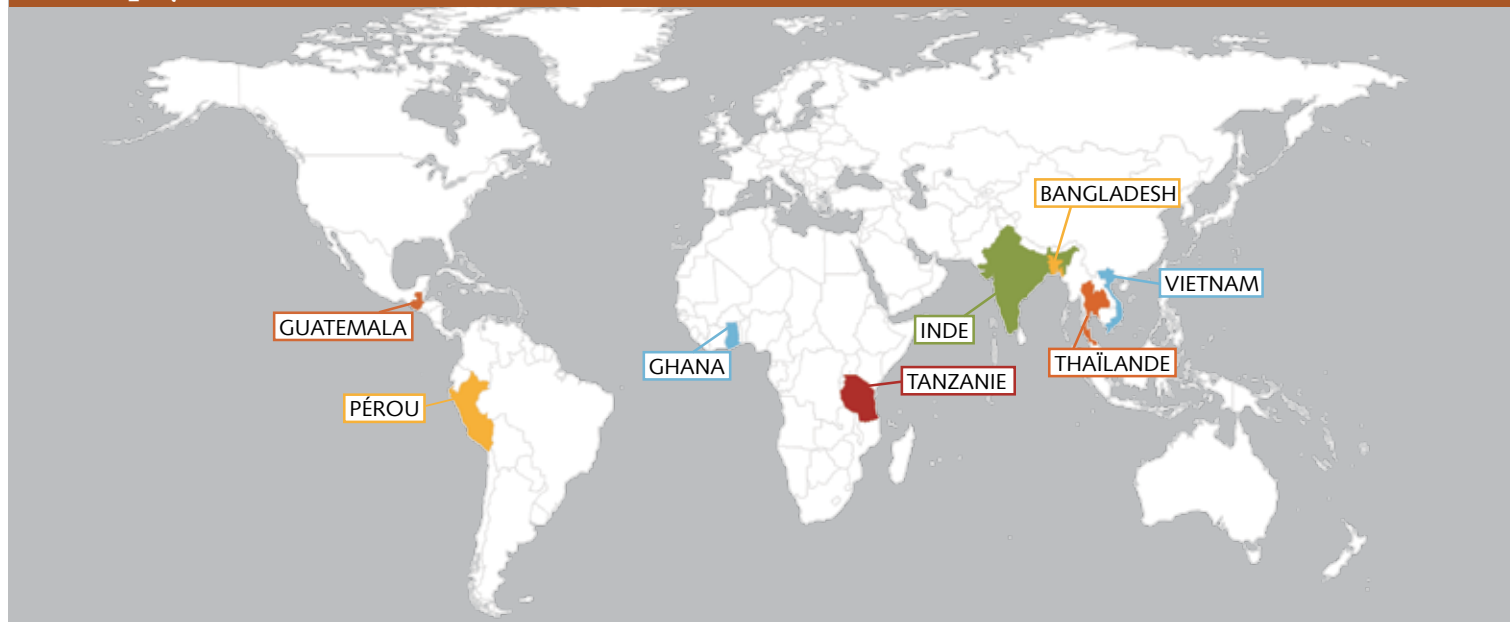 BANGLADESH
VIETNAM
GUATEMALA
INDE
GHANA
THAÏLANDE
TANZANIE
PÉROU